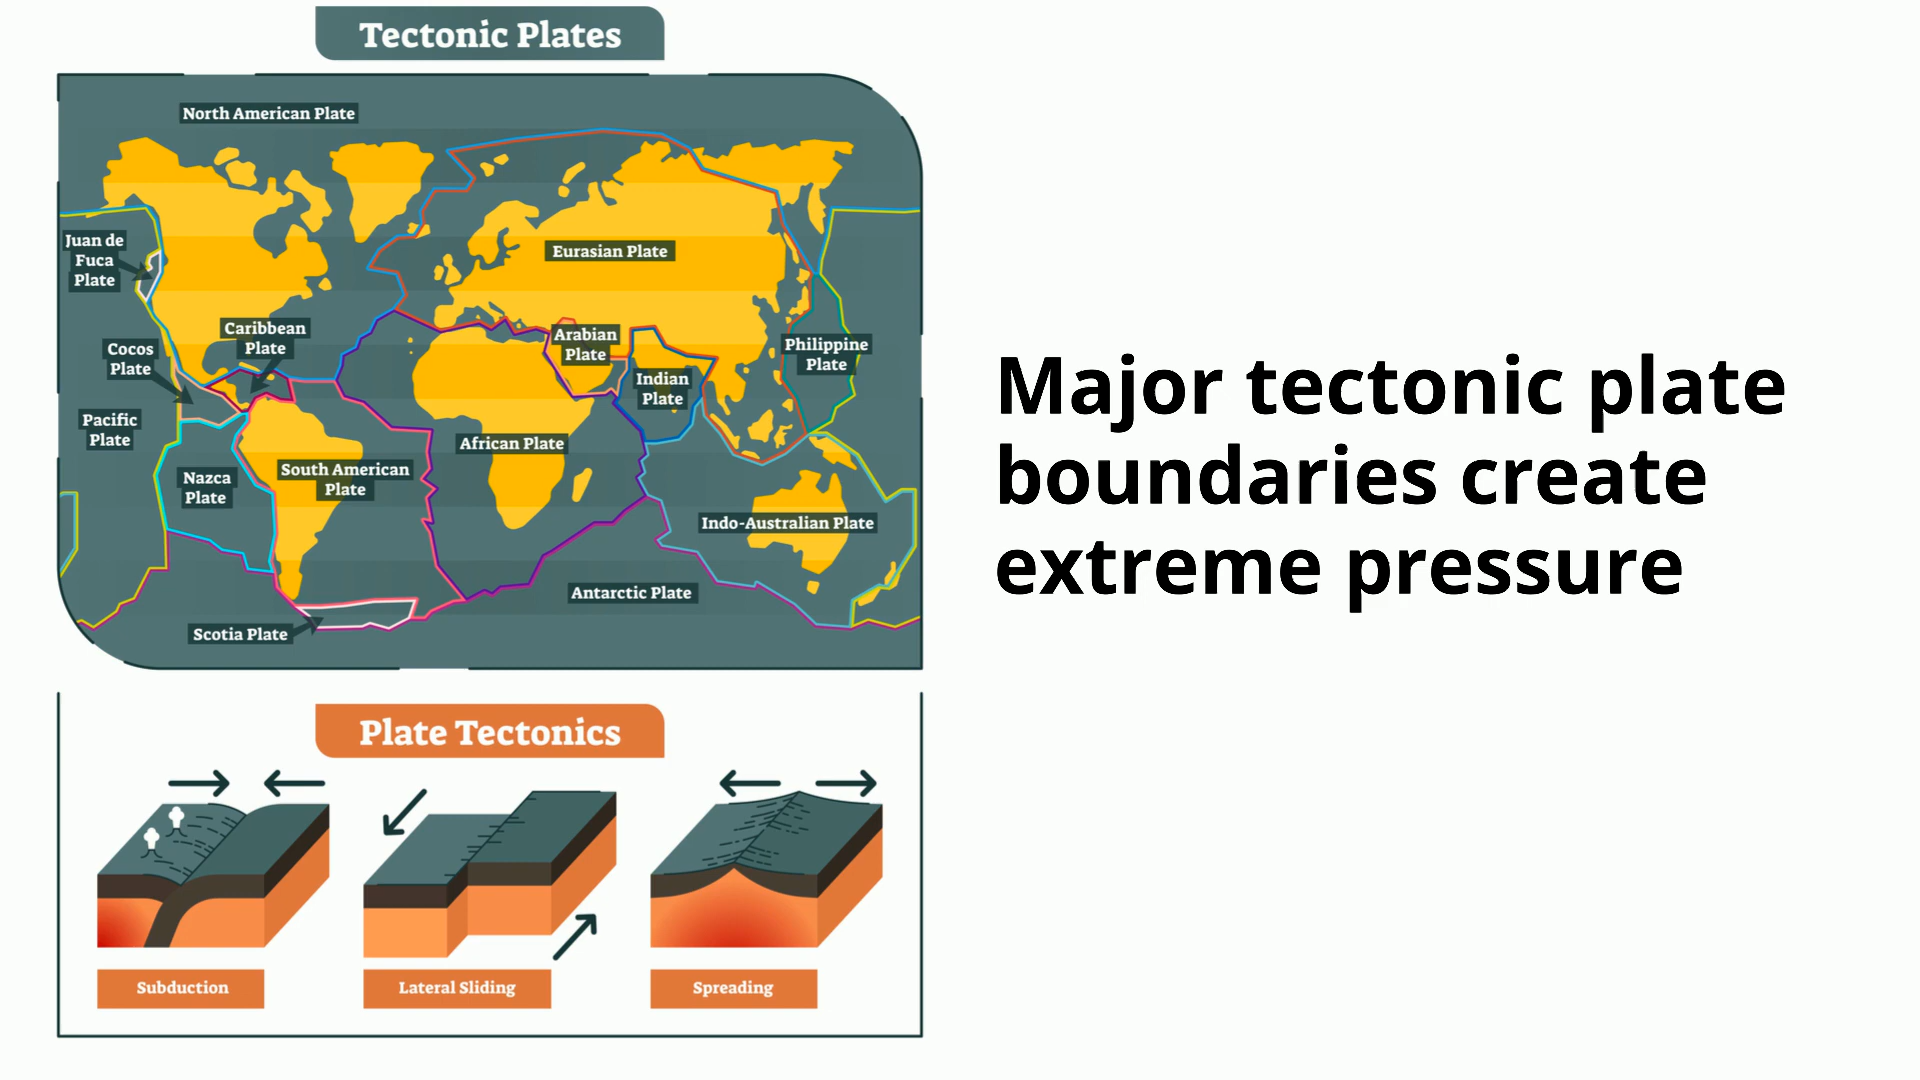 Tectonic Plates
North American Plate
Juan de
Fuca
Plate
Eurasian Plate
Caribbean
Plate
Cocos
Plate
Arabian
Plate
Philippine
Plate
Indian
Plate
Pacific
Plate
African Plate
South American
Plate
Nazca
Plate
Indo-Australian Plate
Antarctic Plate
Scotia Plate
Plate Tectonics
Subduction
Lateral Sliding
Spreading
Major tectonic plate
boundaries create
extreme pressure